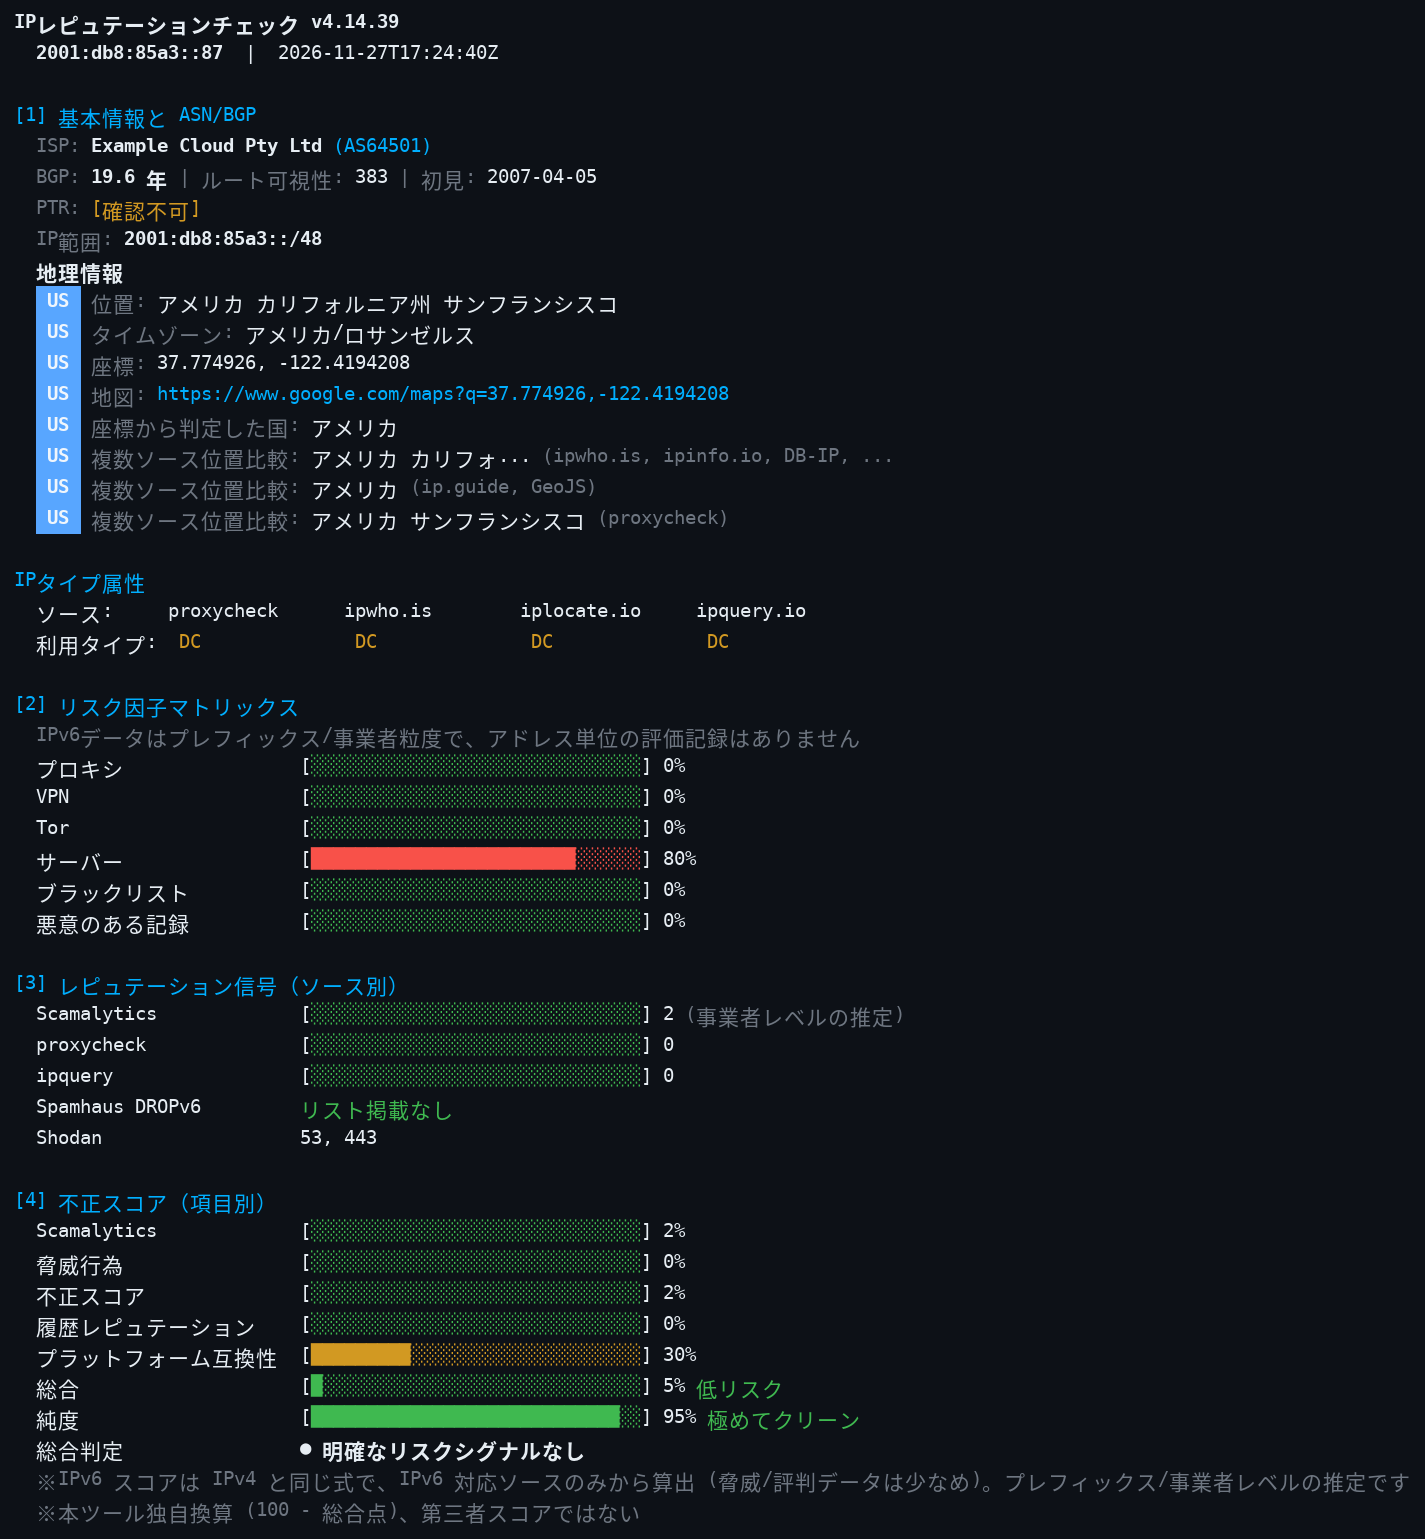 IPレピュテーションチェック v4.14.39
2001:db8:85a3::87 | 2026-11-27T17:24:40Z
[1] 基本情報と ASN/BGP
ISP: Example Cloud Pty Ltd (AS64501)
BGP: 19.6 年 | ルート可視性: 383 | 初見: 2007-04-05
PTR: [確認不可]
IP範囲: 2001:db8:85a3::/48
地理情報
US 位置: アメリカ カリフォルニア州 サンフランシスコ
US タイムゾーン: アメリカ/ロサンゼルス
US 座標: 37.774926, -122.4194208
US 地図: https://www.google.com/maps?q=37.774926,-122.4194208
US 座標から判定した国: アメリカ
US 複数ソース位置比較: アメリカ カリフォ... (ipwho.is, ipinfo.io, DB-IP, ...
US 複数ソース位置比較: アメリカ (ip.guide, GeoJS)
US 複数ソース位置比較: アメリカ サンフランシスコ (proxycheck)
IPタイプ属性
ソース: proxycheck ipwho.is iplocate.io ipquery.io
利用タイプ: DC DC DC DC
[2] リスク因子マトリックス
IPv6データはプレフィックス/事業者粒度で、アドレス単位の評価記録はありません
プロキシ [░░░░░░░░░░░░░░░░░░░░░░░░░░░░░░] 0%
VPN [░░░░░░░░░░░░░░░░░░░░░░░░░░░░░░] 0%
Tor [░░░░░░░░░░░░░░░░░░░░░░░░░░░░░░] 0%
サーバー [████████████████████████░░░░░░] 80%
ブラックリスト [░░░░░░░░░░░░░░░░░░░░░░░░░░░░░░] 0%
悪意のある記録 [░░░░░░░░░░░░░░░░░░░░░░░░░░░░░░] 0%
[3] レピュテーション信号（ソース別）
Scamalytics [░░░░░░░░░░░░░░░░░░░░░░░░░░░░░░] 2 (事業者レベルの推定)
proxycheck [░░░░░░░░░░░░░░░░░░░░░░░░░░░░░░] 0
ipquery [░░░░░░░░░░░░░░░░░░░░░░░░░░░░░░] 0
Spamhaus DROPv6 リスト掲載なし
Shodan 53, 443
[4] 不正スコア（項目別）
Scamalytics [░░░░░░░░░░░░░░░░░░░░░░░░░░░░░░] 2%
脅威行為 [░░░░░░░░░░░░░░░░░░░░░░░░░░░░░░] 0%
不正スコア [░░░░░░░░░░░░░░░░░░░░░░░░░░░░░░] 2%
履歴レピュテーション [░░░░░░░░░░░░░░░░░░░░░░░░░░░░░░] 0%
プラットフォーム互換性 [█████████░░░░░░░░░░░░░░░░░░░░░] 30%
総合 [█░░░░░░░░░░░░░░░░░░░░░░░░░░░░░] 5% 低リスク
純度 [████████████████████████████░░] 95% 極めてクリーン
総合判定 ● 明確なリスクシグナルなし
※IPv6 スコアは IPv4 と同じ式で、IPv6 対応ソースのみから算出 (脅威/評判データは少なめ)。プレフィックス/事業者レベルの推定です
※本ツール独自換算 (100 - 総合点)、第三者スコアではない